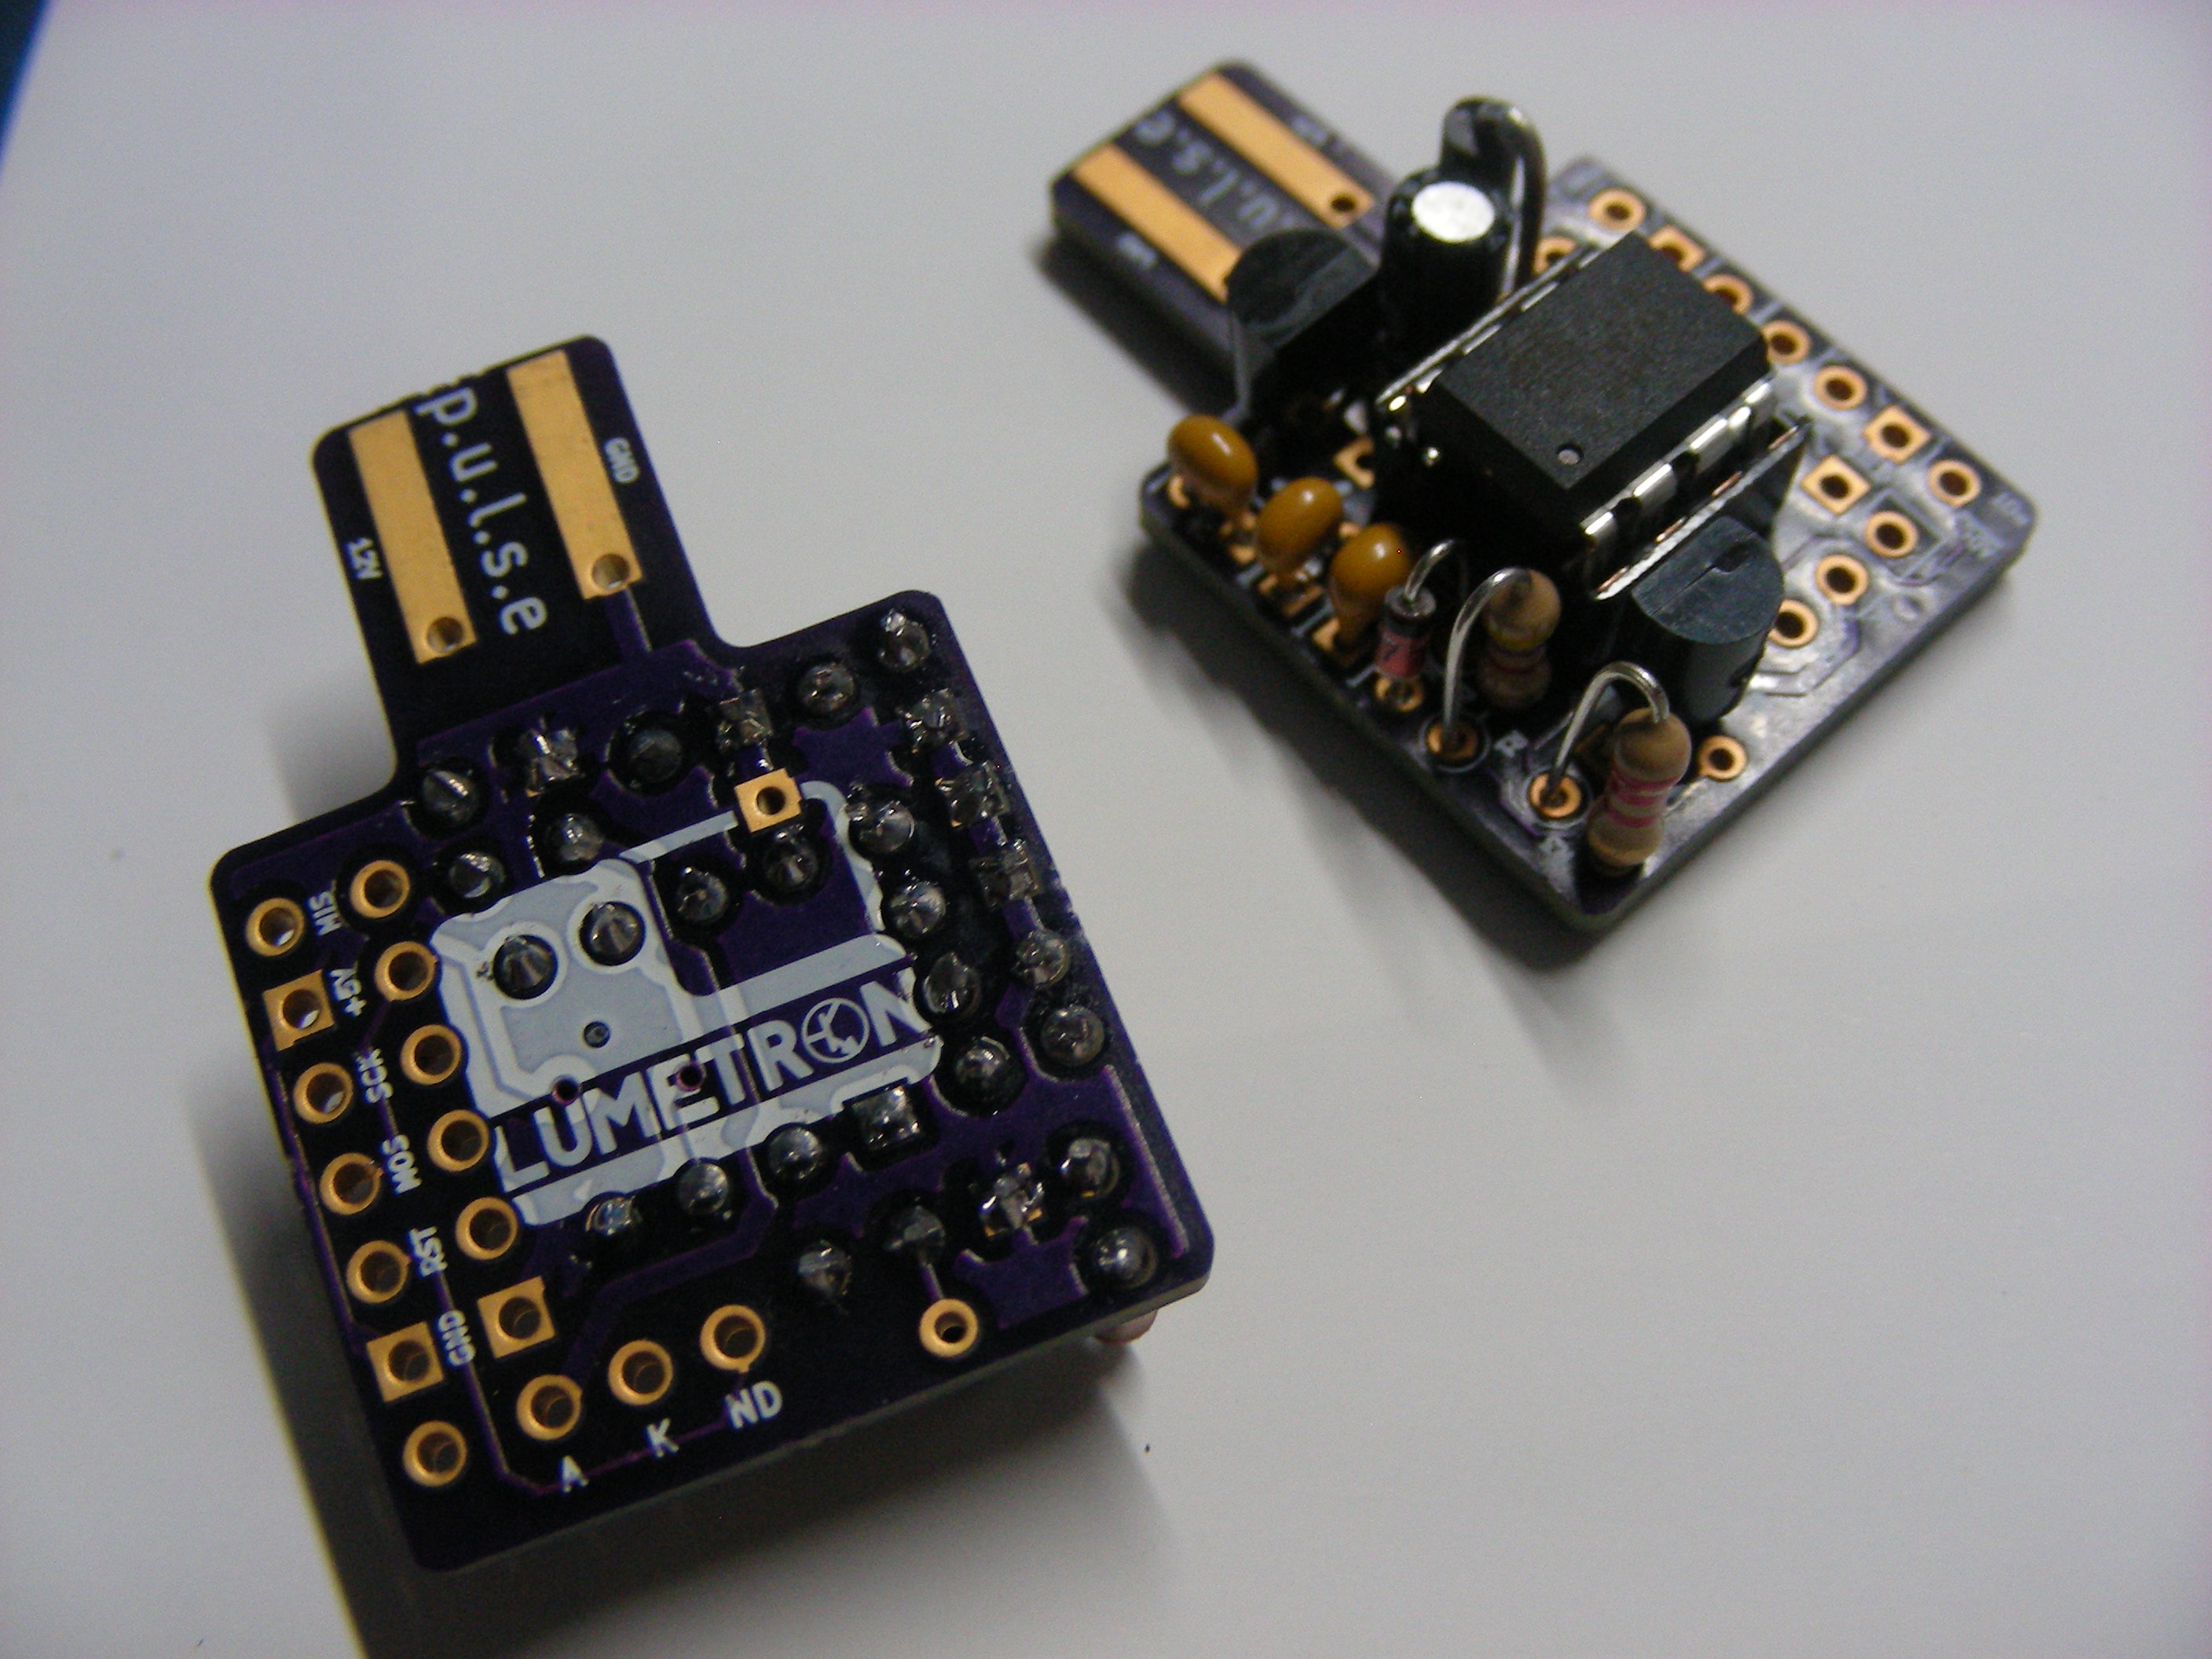 p.u.l.s.e
GND
12V
MIS
+5V
SCK
MOS
RST
GND
LUMETRON
A
K
ND
u.l.s.e